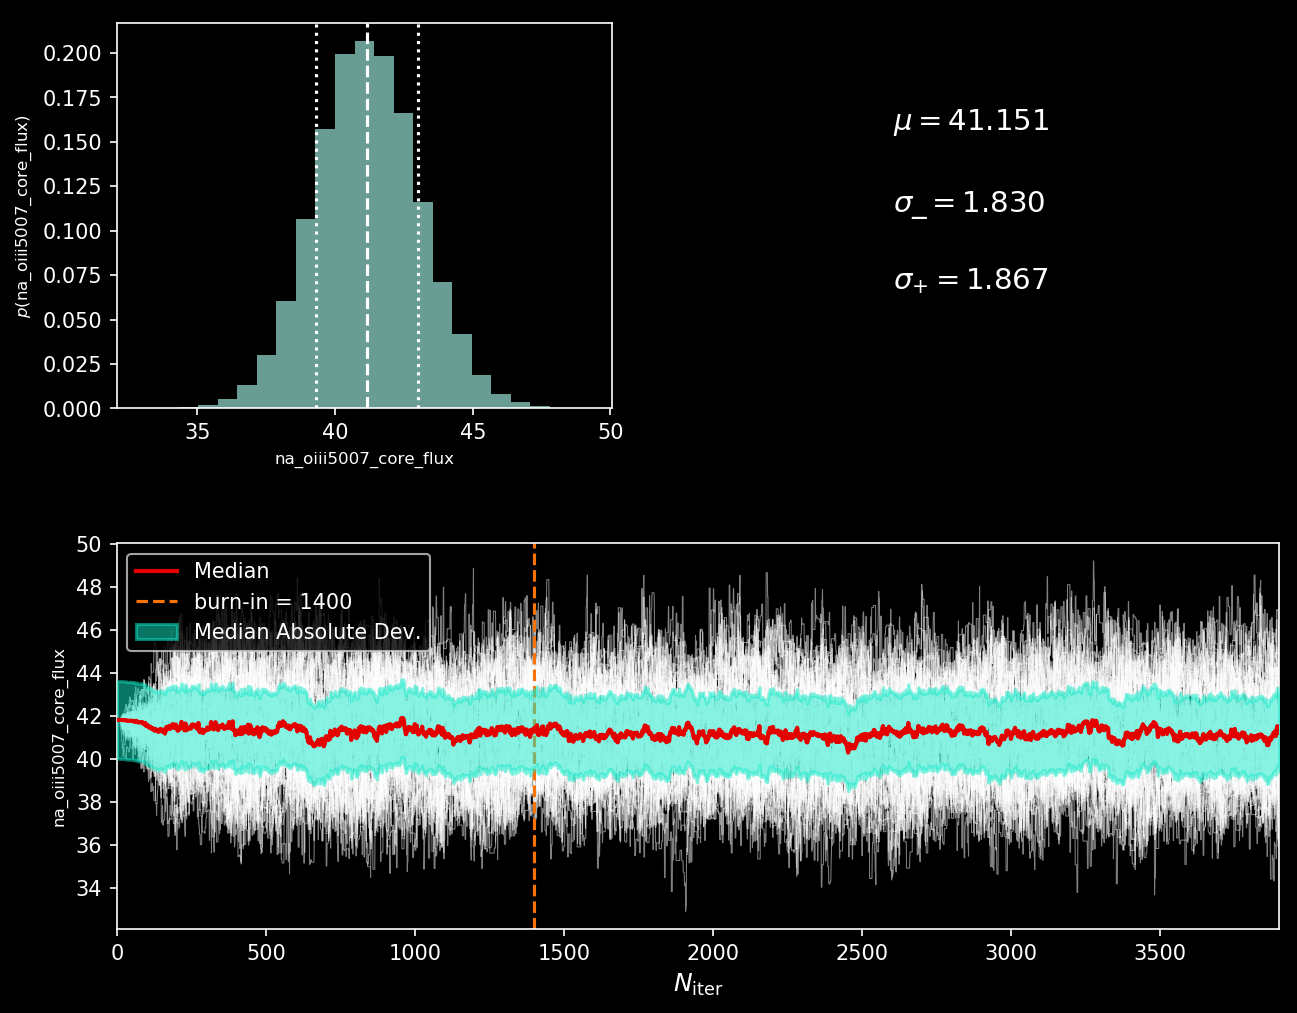 0.200
0.175
0.150
0.125
0.100
0.075
0.050
0.025
0.000
p(na_oiii5007_core_flux)
35 40 45 50
na_oiii5007_core_flux
μ = 41.151
σ_ = 1.830
σ+ = 1.867
50
48
46
44
42
40
38
36
34
na_oiii5007_core_flux
Median
burn-in = 1400
Median Absolute Dev.
0 500 1000 1500 2000 2500 3000 3500
Niter